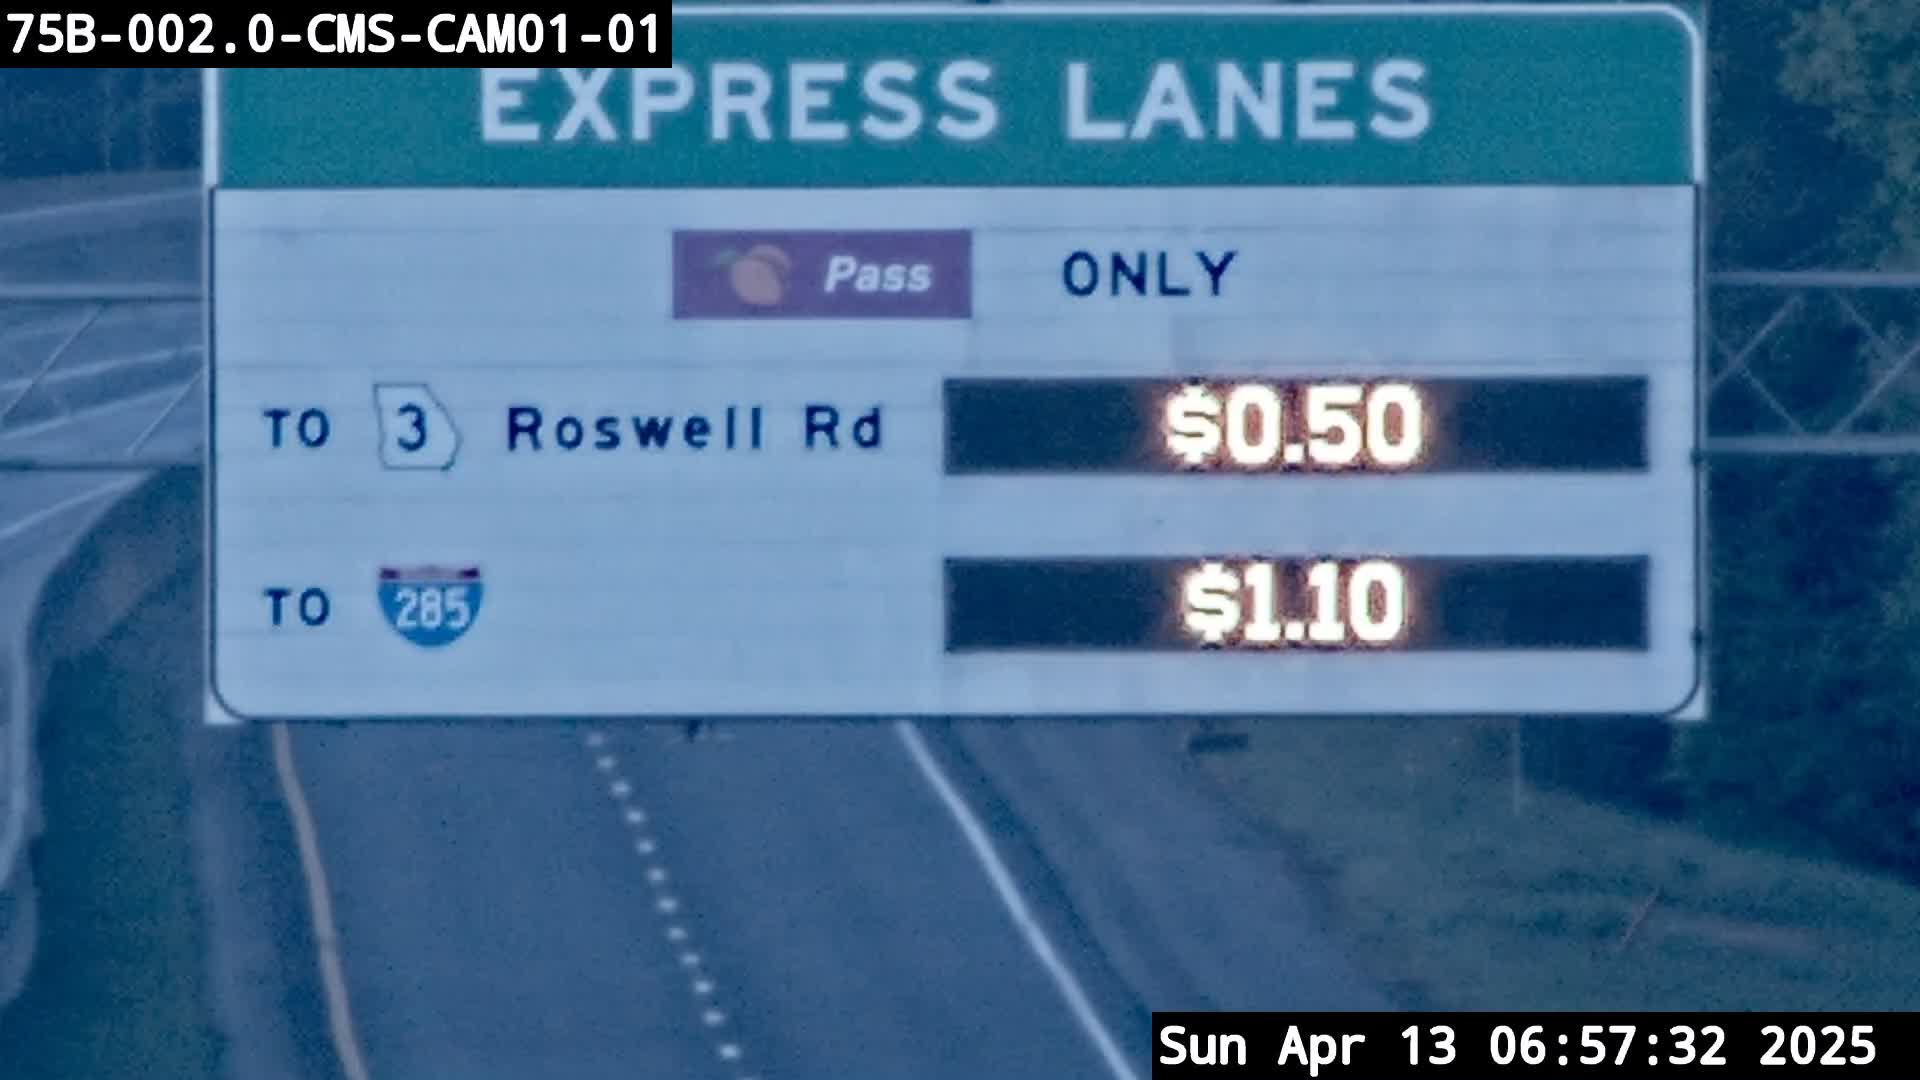 75B-002.0-CMS-CAM01-01
EXPRESS LANES
Pass ONLY
TO 3 Roswell Rd $0.50
TO 285 $1.10
Sun Apr 13 06:57:32 2025